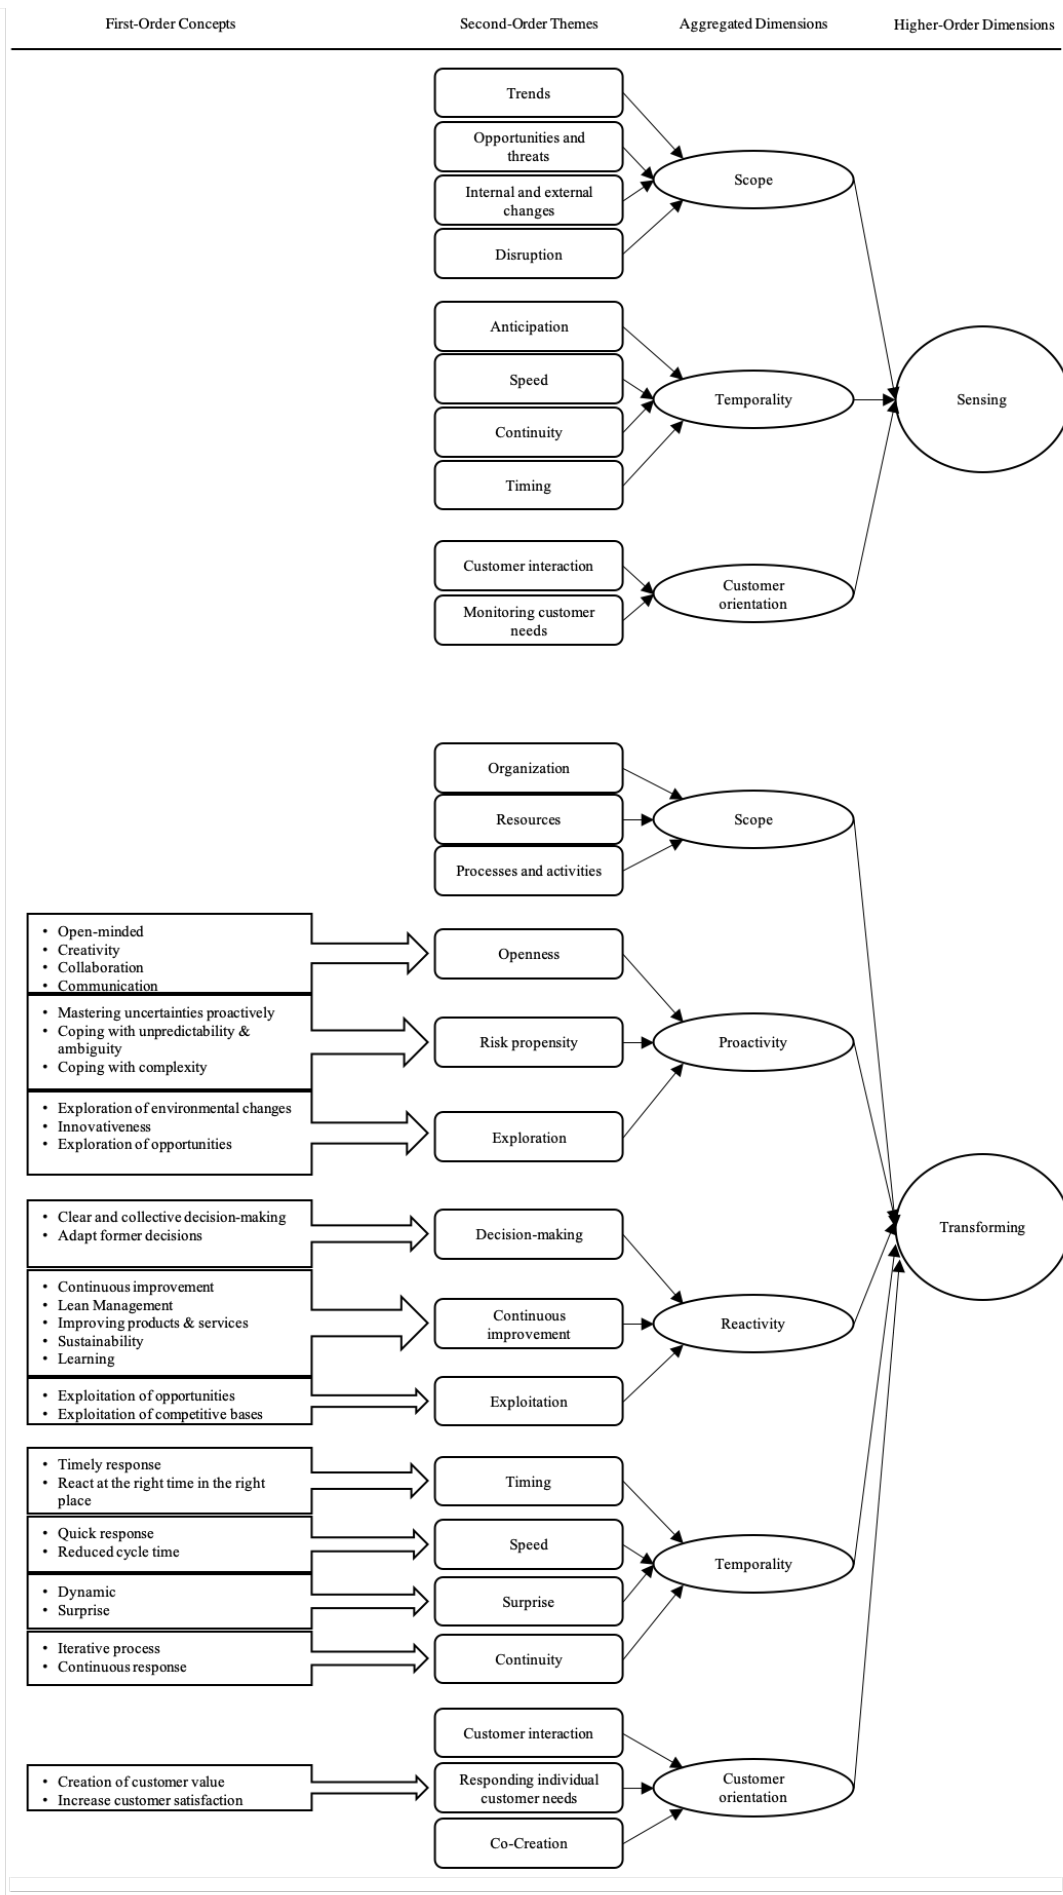 First-Order Concepts
Second-Order Themes
Aggregated Dimensions
Higher-Order Dimensions
Trends
Opportunities and
threats
Internal and external
changes
Disruption
Scope
Anticipation
Speed
Continuity
Timing
Temporality
Sensing
Customer interaction
Monitoring customer
needs
Customer
orientation
Organization
Resources
Processes and activities
Scope
• Open-minded
• Creativity
• Collaboration
• Communication
Openness
• Mastering uncertainties proactively
• Coping with unpredictability &
ambiguity
• Coping with complexity
Risk propensity
• Exploration of environmental changes
• Innovativeness
• Exploration of opportunities
Exploration
Proactivity
• Clear and collective decision-making
• Adapt former decisions
Decision-making
• Continuous improvement
• Lean Management
• Improving products & services
• Sustainability
• Learning
Continuous
improvement
• Exploitation of opportunities
• Exploitation of competitive bases
Exploitation
Reactivity
Transforming
• Timely response
• React at the right time in the right
place
Timing
• Quick response
• Reduced cycle time
Speed
• Dynamic
• Surprise
Surprise
• Iterative process
• Continuous response
Continuity
Temporality
Customer interaction
• Creation of customer value
• Increase customer satisfaction
Responding individual
customer needs
Co-Creation
Customer
orientation